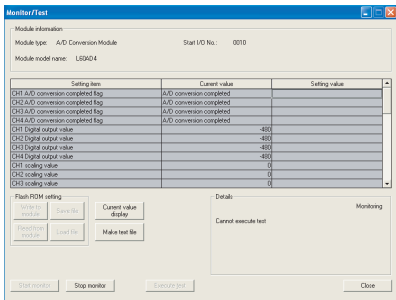 Monitor/Test
Module information
Module type: A/D Conversion Module Start I/O No.: 0010
Module model name: L60AD4
Setting item Current value Setting value
CH1 A/D conversion completed flag A/D conversion completed
CH2 A/D conversion completed flag A/D conversion completed
CH3 A/D conversion completed flag A/D conversion completed
CH4 A/D conversion completed flag A/D conversion completed
CH1 Digital output value -480
CH2 Digital output value -480
CH3 Digital output value -480
CH4 Digital output value -480
CH1 scaling value 0
CH2 scaling value 0
CH3 scaling value 0
Flash ROM setting Details
Write to module Save file Current value display Monitoring
Cannot execute test
Read from module Load file Make test file
Start monitor Stop monitor Execute test Close